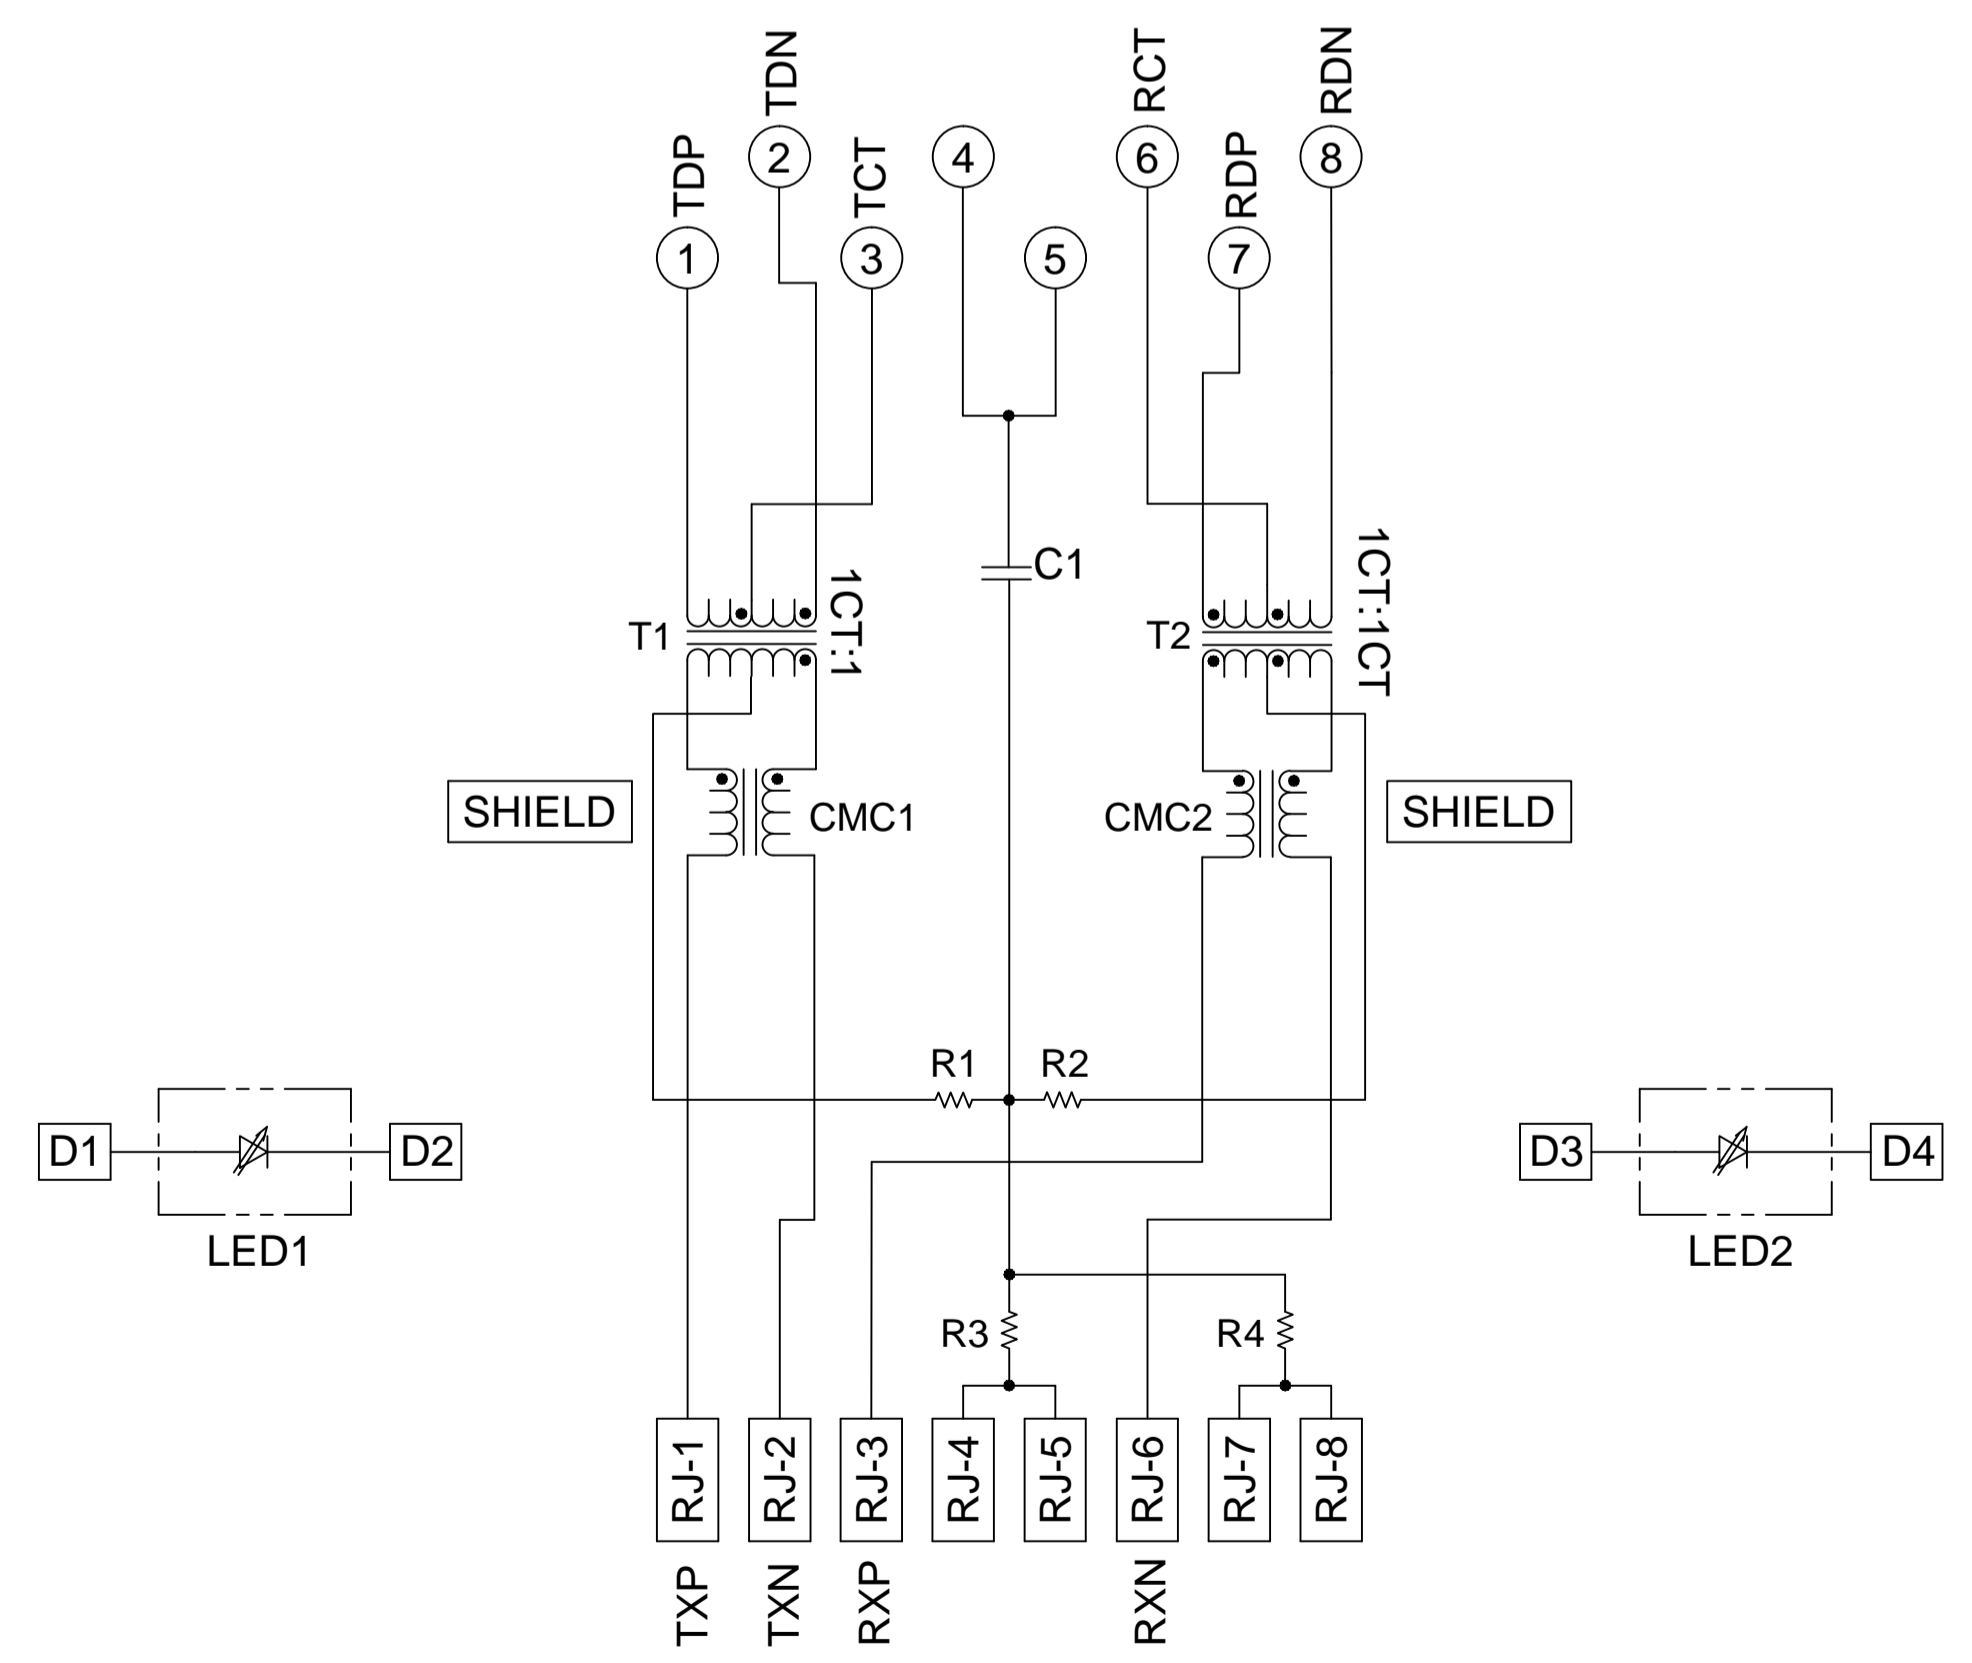 TDN
RCT
RDN
2
4
6
8
TDP
TCT
RDP
1
3
5
7
C1
1CT:1
1CT:1CT
T1
T2
SHIELD
CMC1
CMC2
SHIELD
R1
R2
D1
D2
D3
D4
LED1
LED2
R3
R4
RJ-1
RJ-2
RJ-3
RJ-4
RJ-5
RJ-6
RJ-7
RJ-8
TXP
TXN
RXP
RXN